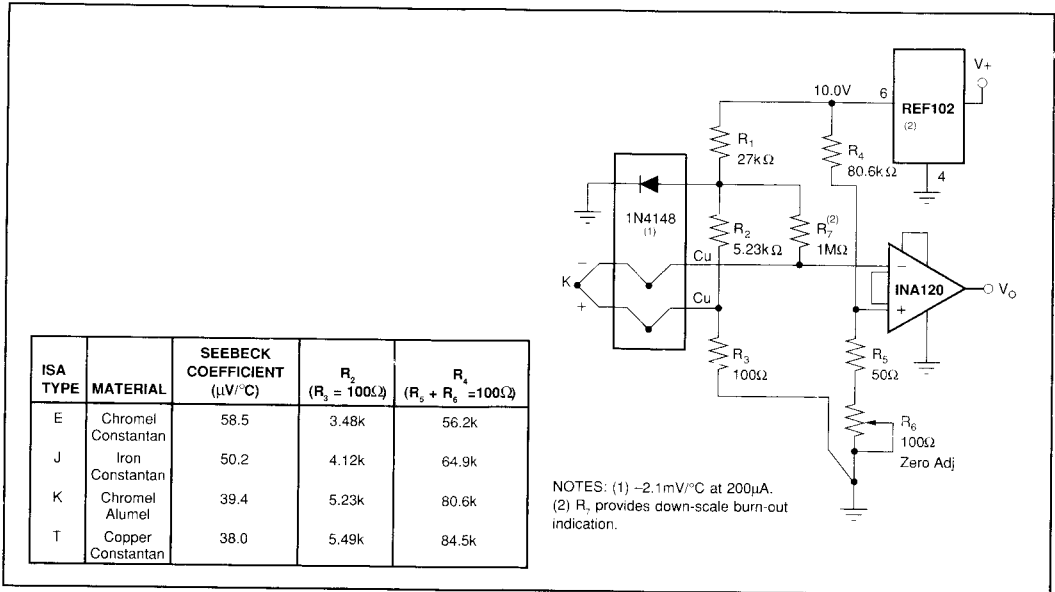 V+
10.0V
6
REF102
(2)
4
R1
27kΩ
R4
80.6kΩ
1N4148
(1)
R2
5.23kΩ
R7(2)
1MΩ
Cu
Cu
−
K
+
−
+
INA120
VO
R3
100Ω
R5
50Ω
R6
100Ω
Zero Adj
NOTES: (1) –2.1mV/°C at 200µA.
(2) R7 provides down-scale burn-out
indication.
ISA TYPE MATERIAL SEEBECK COEFFICIENT (µV/°C) R2 (R3 = 100Ω) R4 (R5 + R6 =100Ω)
E Chromel Constantan 58.5 3.48k 56.2k
J Iron Constantan 50.2 4.12k 64.9k
K Chromel Alumel 39.4 5.23k 80.6k
T Copper Constantan 38.0 5.49k 84.5k